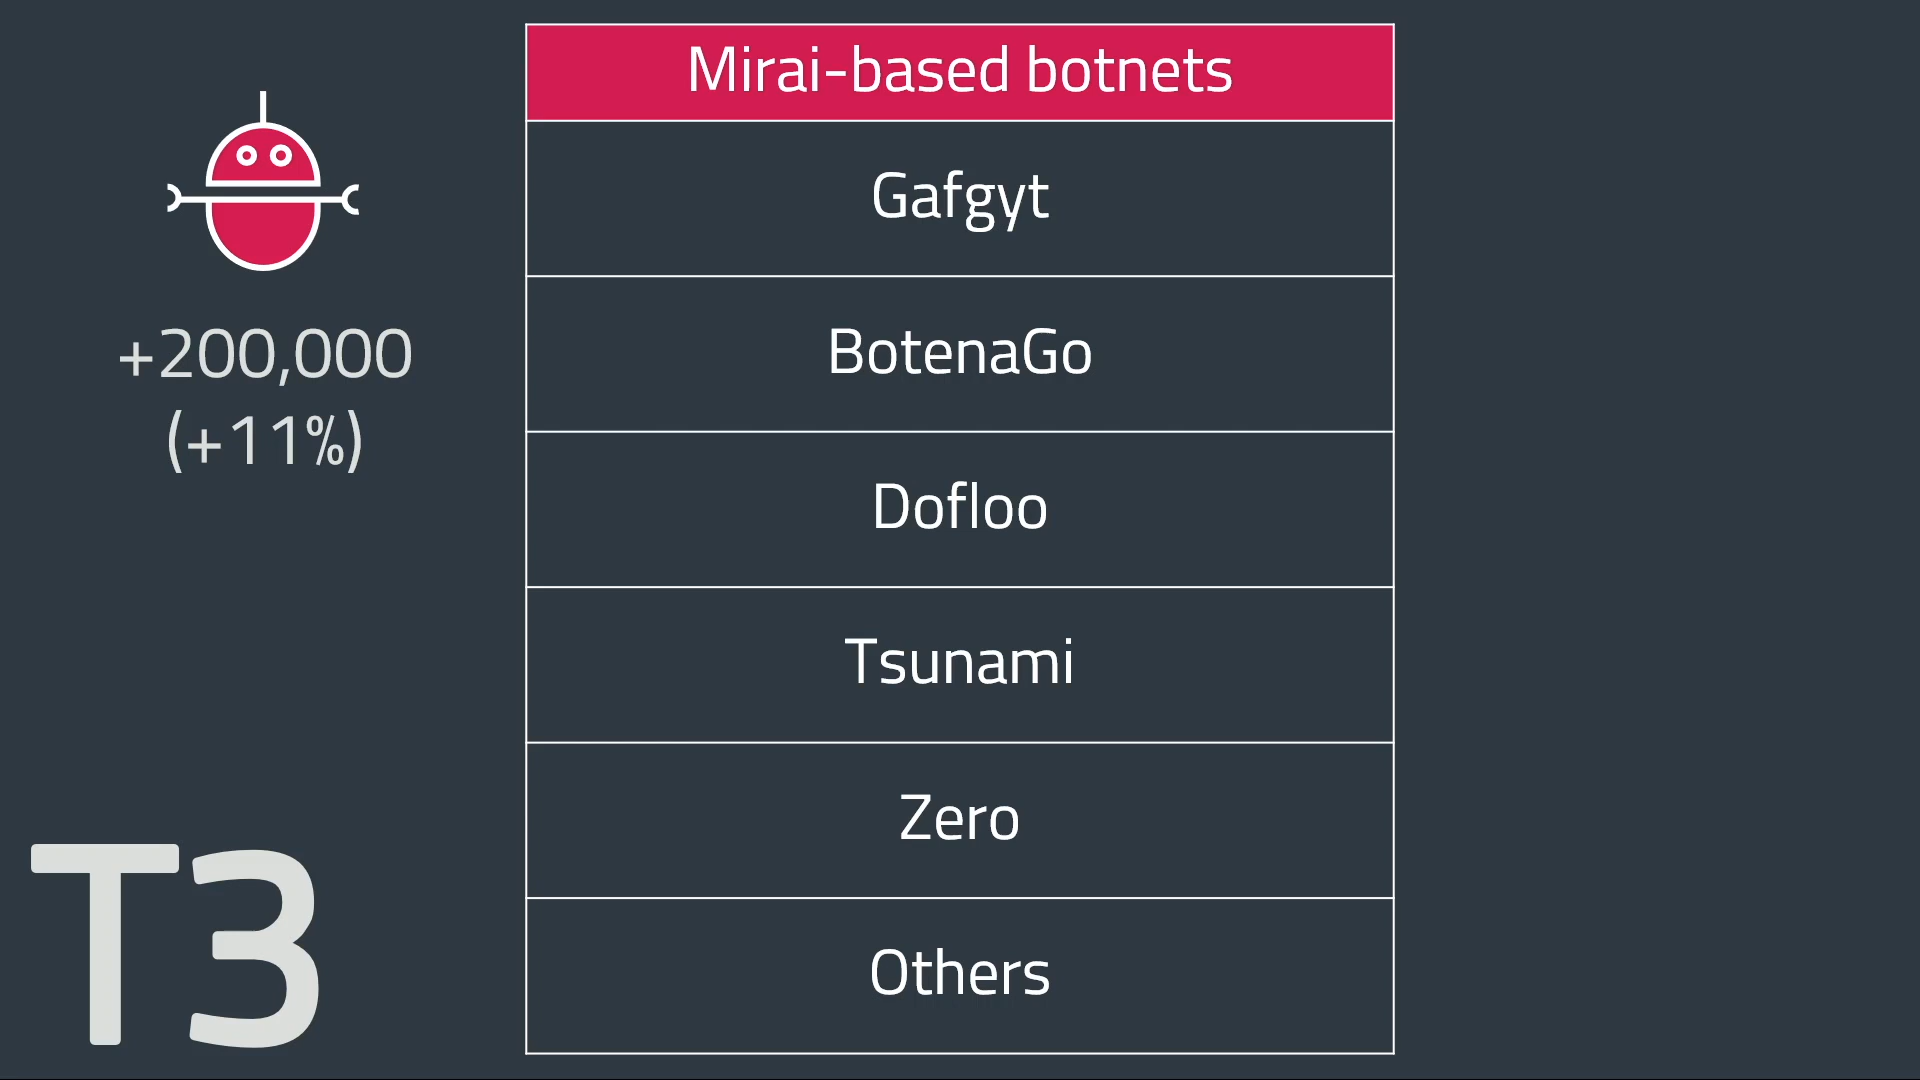 +200,000
(+11%)
T3
Mirai-based botnets
Gafgyt
BotenaGo
Dofloo
Tsunami
Zero
Others